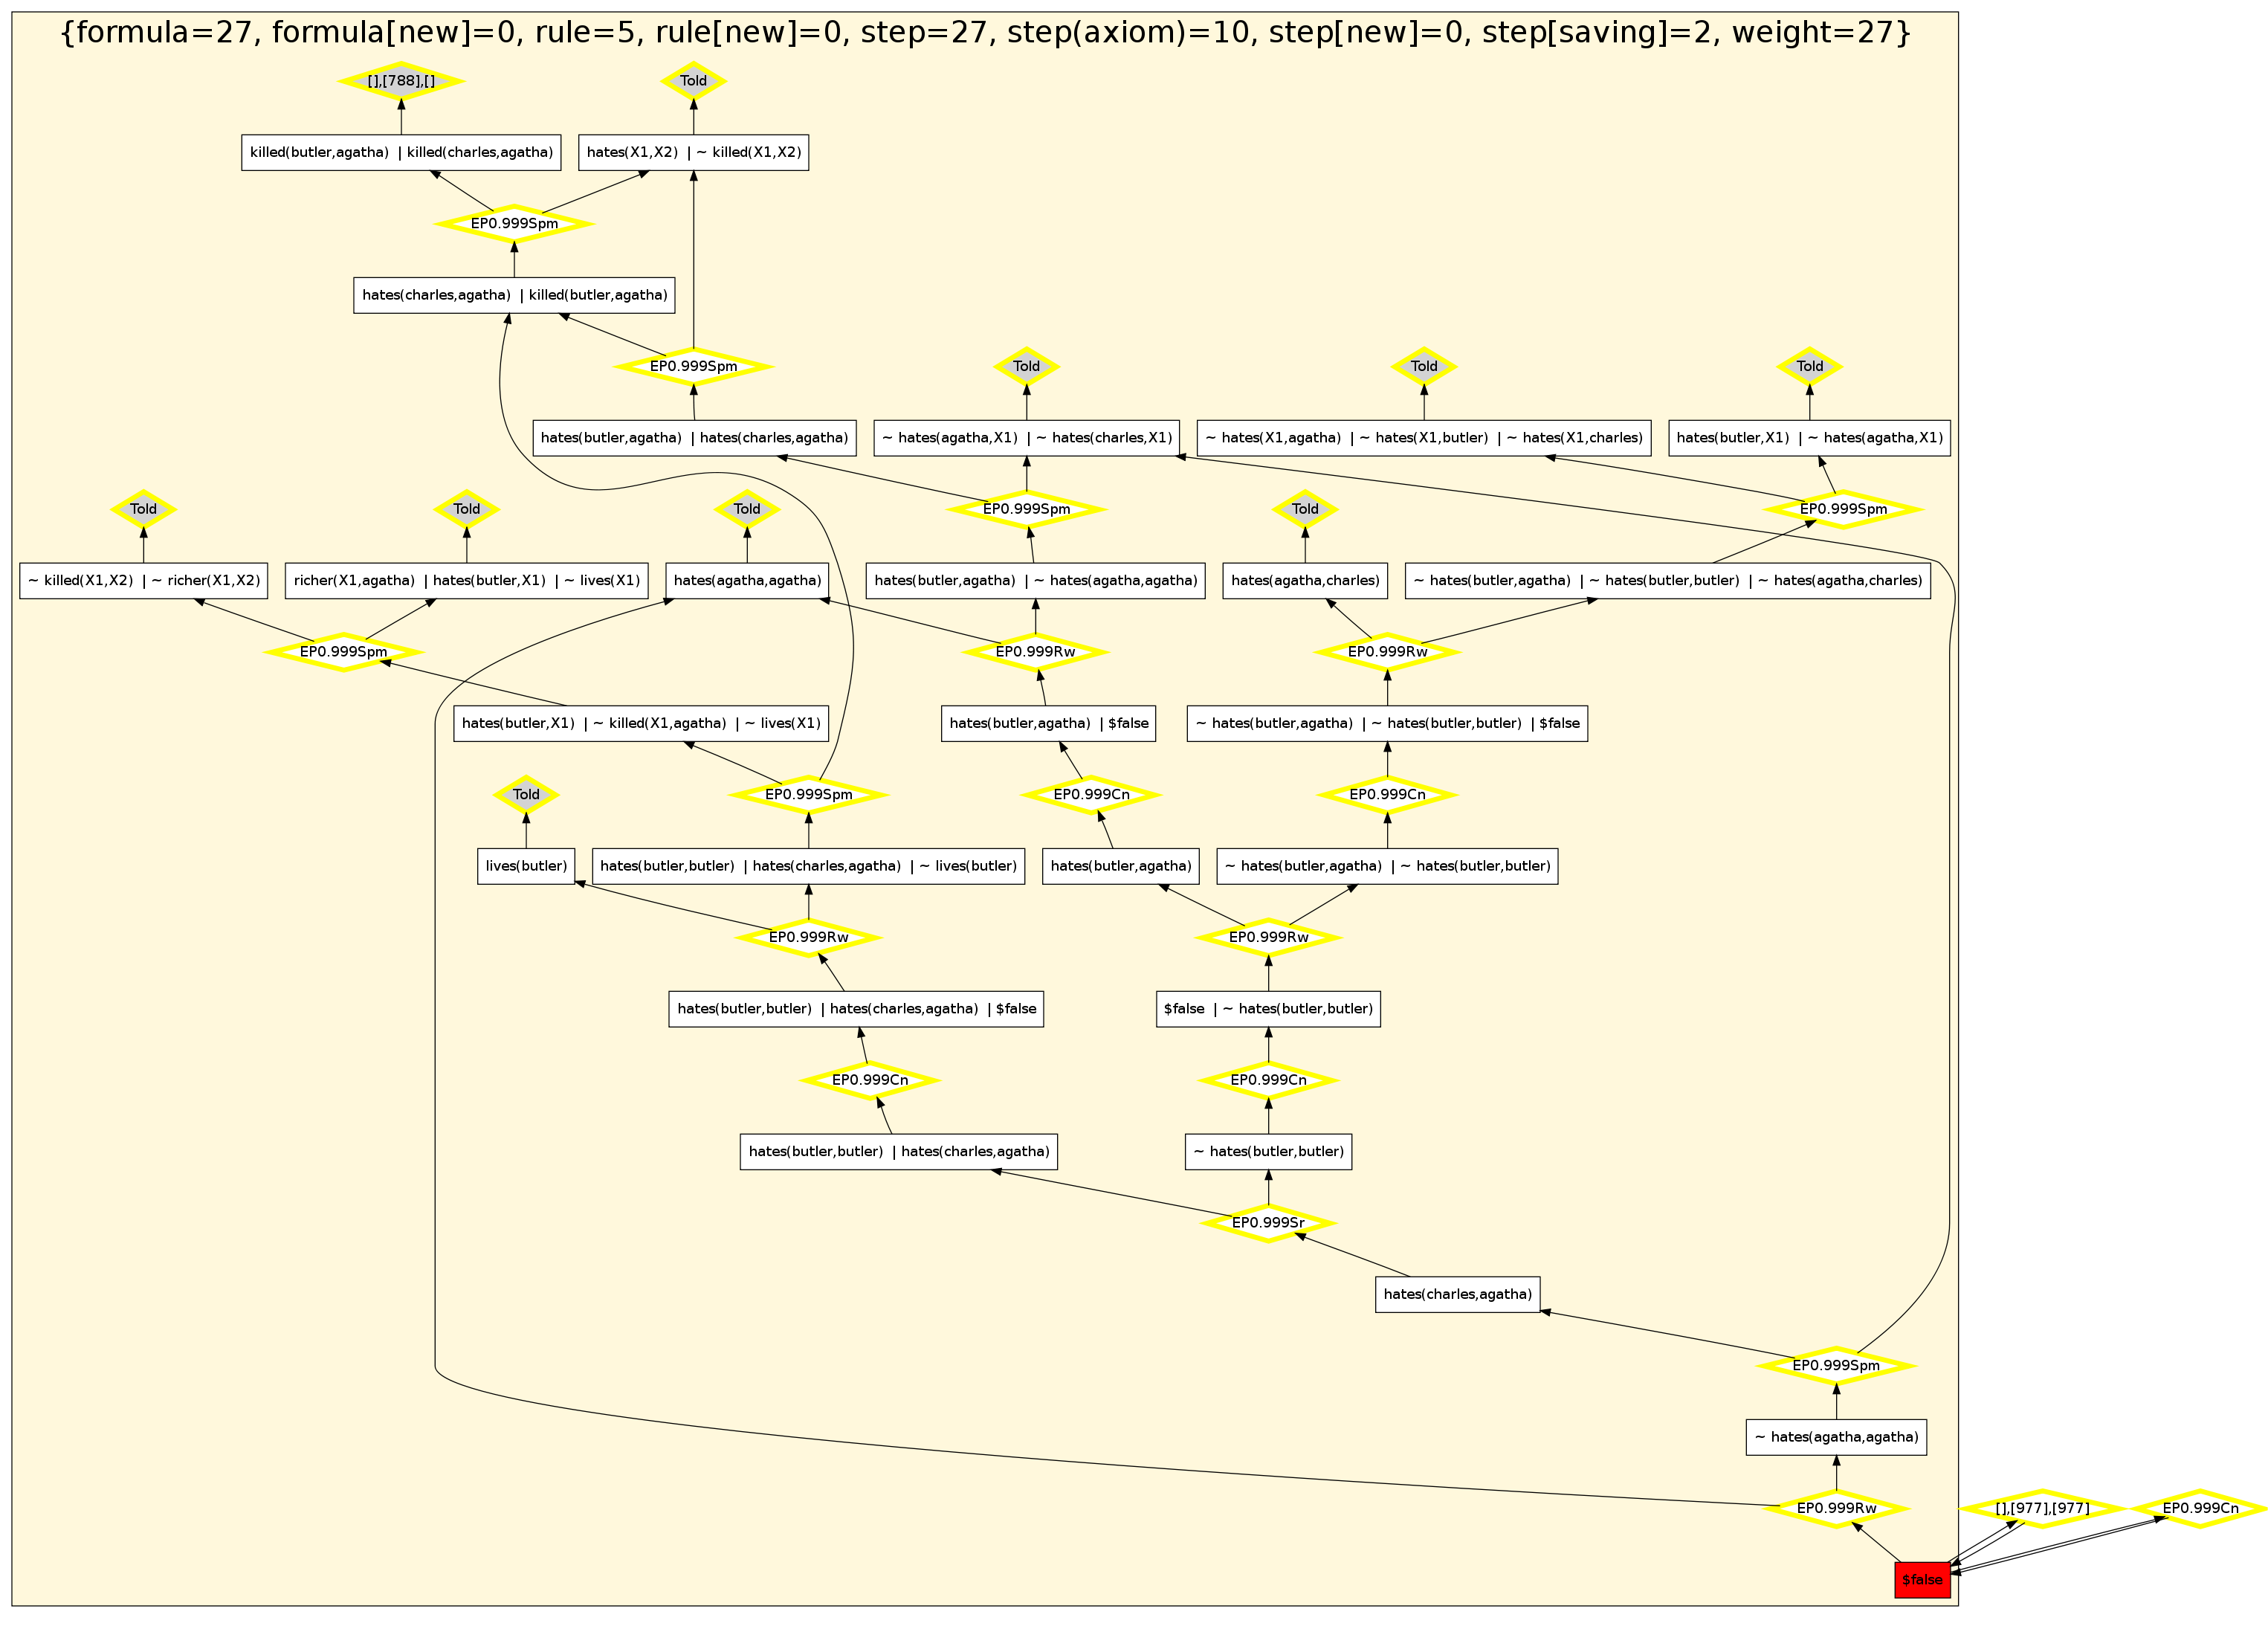 {formula=27, formula[new]=0, rule=5, rule[new]=0, step=27, step(axiom)=10, step[new]=0, step[saving]=2, weight=27}
[],[788],[]
Told
killed(butler,agatha) | killed(charles,agatha)
hates(X1,X2) | ~ killed(X1,X2)
EP0.999Spm
hates(charles,agatha) | killed(butler,agatha)
EP0.999Spm
Told
Told
Told
hates(butler,agatha) | hates(charles,agatha)
~ hates(agatha,X1) | ~ hates(charles,X1)
~ hates(X1,agatha) | ~ hates(X1,butler) | ~ hates(X1,charles)
hates(butler,X1) | ~ hates(agatha,X1)
Told
Told
Told
EP0.999Spm
Told
EP0.999Spm
~ killed(X1,X2) | ~ richer(X1,X2)
richer(X1,agatha) | hates(butler,X1) | ~ lives(X1)
hates(agatha,agatha)
hates(butler,agatha) | ~ hates(agatha,agatha)
hates(agatha,charles)
~ hates(butler,agatha) | ~ hates(butler,butler) | ~ hates(agatha,charles)
EP0.999Spm
EP0.999Rw
EP0.999Rw
hates(butler,X1) | ~ killed(X1,agatha) | ~ lives(X1)
hates(butler,agatha) | $false
~ hates(butler,agatha) | ~ hates(butler,butler) | $false
Told
EP0.999Spm
EP0.999Cn
EP0.999Cn
lives(butler)
hates(butler,butler) | hates(charles,agatha) | ~ lives(butler)
hates(butler,agatha)
~ hates(butler,agatha) | ~ hates(butler,butler)
EP0.999Rw
EP0.999Rw
hates(butler,butler) | hates(charles,agatha) | $false
$false | ~ hates(butler,butler)
EP0.999Cn
EP0.999Cn
hates(butler,butler) | hates(charles,agatha)
~ hates(butler,butler)
EP0.999Sr
hates(charles,agatha)
EP0.999Spm
~ hates(agatha,agatha)
EP0.999Rw
[],[977],[977]
EP0.999Cn
$false